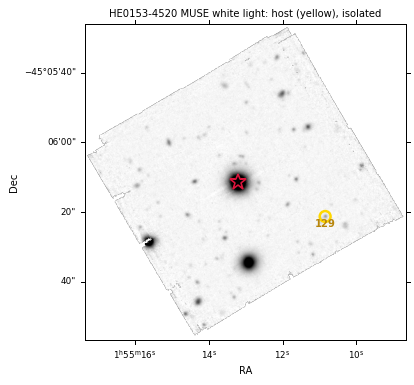 HE0153-4520 MUSE white light: host (yellow), isolated
−45°05'40"
06'00"
20"
40"
Dec
129
1ʰ55ᵐ16ˢ
14ˢ
12ˢ
10ˢ
RA